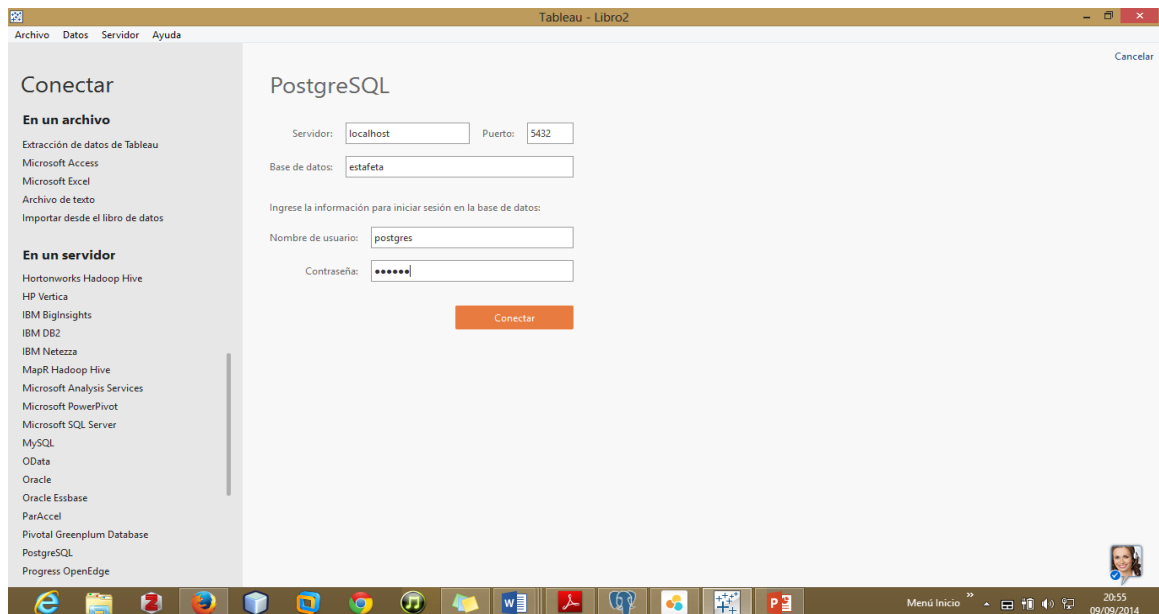 Tableau - Libro2
Archivo Datos Servidor Ayuda
Cancelar
Conectar
En un archivo
Extracción de datos de Tableau
Microsoft Access
Microsoft Excel
Archivo de texto
Importar desde el libro de datos
En un servidor
Hortonworks Hadoop Hive
HP Vertica
IBM BigInsights
IBM DB2
IBM Netezza
MapR Hadoop Hive
Microsoft Analysis Services
Microsoft PowerPivot
Microsoft SQL Server
MySQL
OData
Oracle
Oracle Essbase
ParAccel
Pivotal Greenplum Database
PostgreSQL
Progress OpenEdge
PostgreSQL
Servidor: localhost Puerto: 5432
Base de datos: estafeta
Ingrese la información para iniciar sesión en la base de datos:
Nombre de usuario: postgres
Contraseña: ••••••
Conectar
Menú Inicio
20:55
09/09/2014